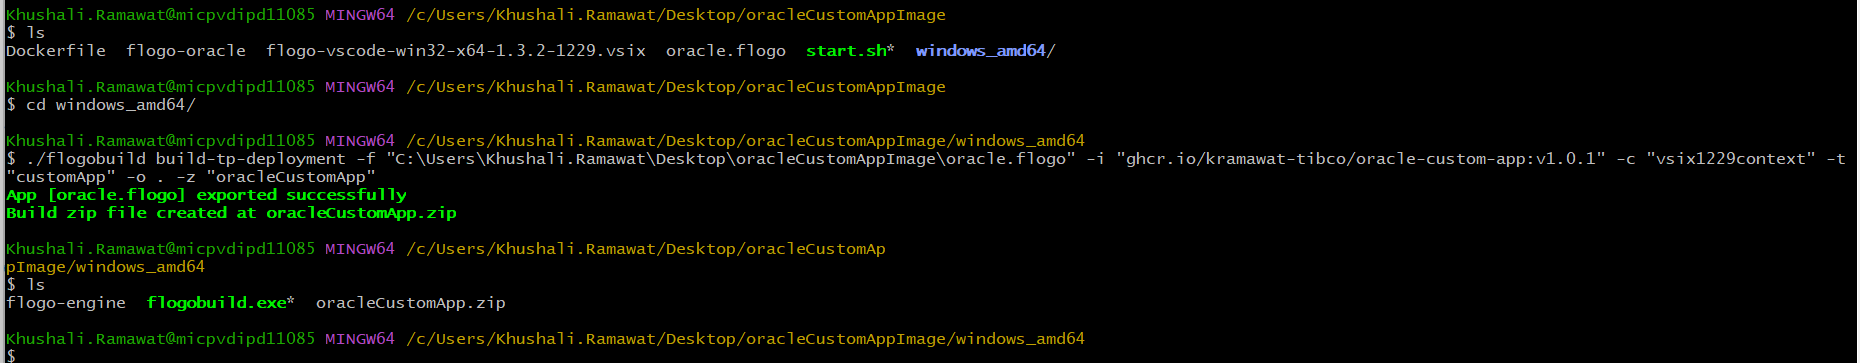 Khushali.Ramawat@micpvdipd11085 MINGW64 /c/Users/Khushali.Ramawat/Desktop/oracleCustomAppImage
$ ls
Dockerfile  flogo-oracle  flogo-vscode-win32-x64-1.3.2-1229.vsix  oracle.flogo  start.sh*  windows_amd64/
Khushali.Ramawat@micpvdipd11085 MINGW64 /c/Users/Khushali.Ramawat/Desktop/oracleCustomAppImage
$ cd windows_amd64/
Khushali.Ramawat@micpvdipd11085 MINGW64 /c/Users/Khushali.Ramawat/Desktop/oracleCustomAppImage/windows_amd64
$ ./flogobuild build-tp-deployment -f "C:\Users\Khushali.Ramawat\Desktop\oracleCustomAppImage\oracle.flogo" -i "ghcr.io/kramawat-tibco/oracle-custom-app:v1.0.1" -c "vsix1229context" -t
"customApp" -o . -z "oracleCustomApp"
App [oracle.flogo] exported successfully
Build zip file created at oracleCustomApp.zip
Khushali.Ramawat@micpvdipd11085 MINGW64 /c/Users/Khushali.Ramawat/Desktop/oracleCustomAp
pImage/windows_amd64
$ ls
flogo-engine  flogobuild.exe*  oracleCustomApp.zip
Khushali.Ramawat@micpvdipd11085 MINGW64 /c/Users/Khushali.Ramawat/Desktop/oracleCustomAppImage/windows_amd64
$